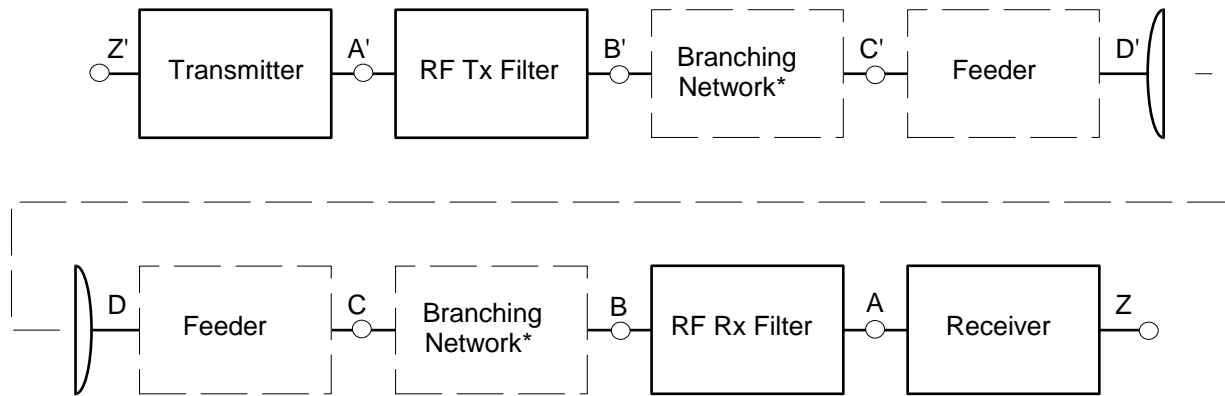 Z' Transmitter A' RF Tx Filter B' Branching Network* C' Feeder D'
D Feeder C Branching Network* B RF Rx Filter A Receiver Z